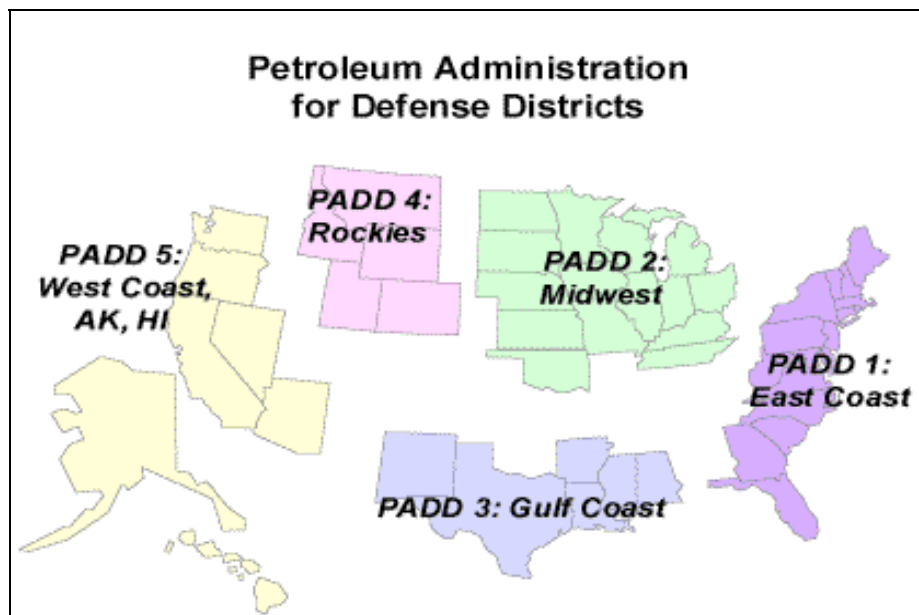 Petroleum Administration
for Defense Districts
PADD 4:
Rockies
PADD 5:
West Coast,
AK, HI
PADD 2:
Midwest
PADD 1:
East Coast
PADD 3: Gulf Coast